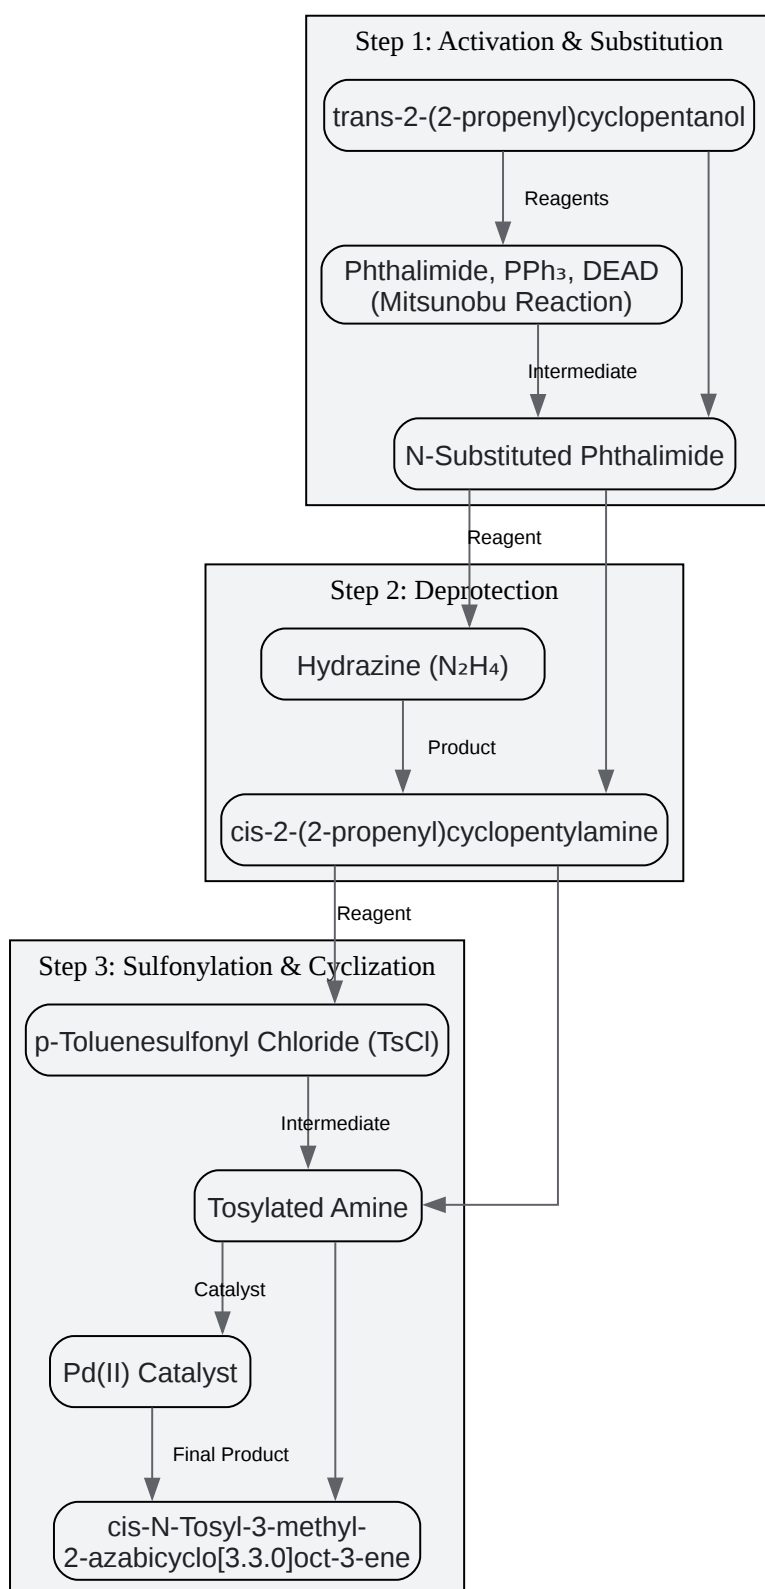 Step 1: Activation & Substitution
trans-2-(2-propenyl)cyclopentanol
Reagents
Phthalimide, PPh₃, DEAD
(Mitsunobu Reaction)
Intermediate
N-Substituted Phthalimide
Reagent
Step 2: Deprotection
Hydrazine (N₂H₄)
Product
cis-2-(2-propenyl)cyclopentylamine
Reagent
Step 3: Sulfonylation & Cyclization
p-Toluenesulfonyl Chloride (TsCl)
Intermediate
Tosylated Amine
Catalyst
Pd(II) Catalyst
Final Product
cis-N-Tosyl-3-methyl-
2-azabicyclo[3.3.0]oct-3-ene